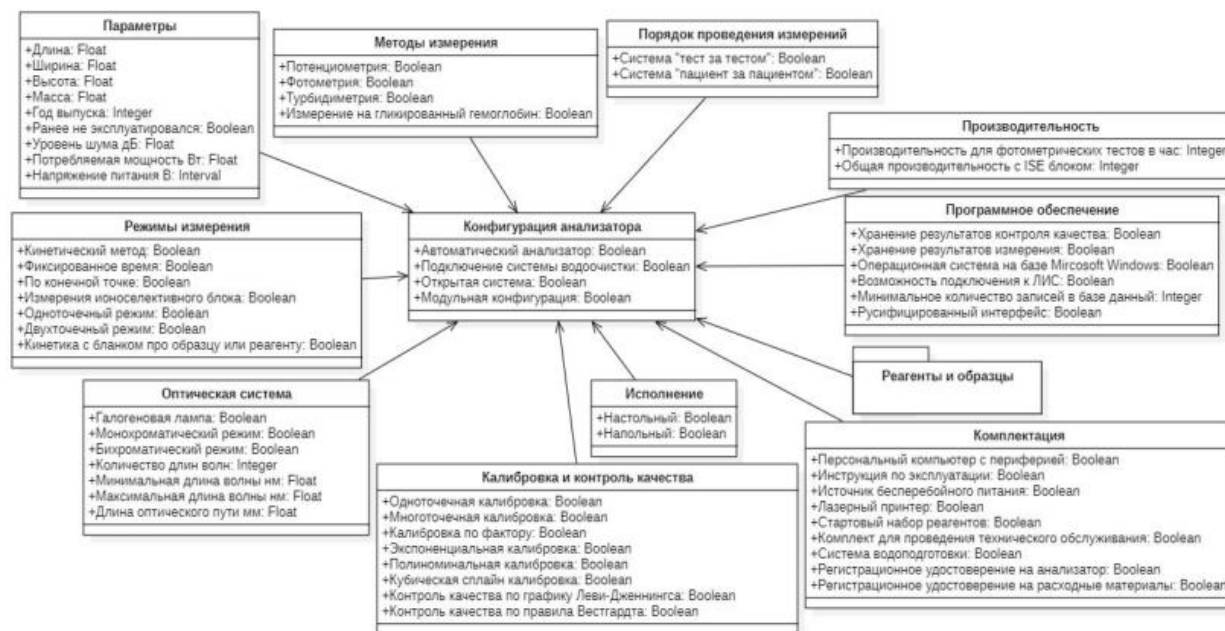 Параметры
+Длина: Float
+Ширина: Float
+Высота: Float
+Масса: Float
+Год выпуска: Integer
+Ранее не эксплуатировался: Boolean
+Уровень шума дБ: Float
+Потребляемая мощность Вт: Float
+Напряжение питания В: Interval
Методы измерения
+Потенциометрия: Boolean
+Фотометрия: Boolean
+Турбидиметрия: Boolean
+Измерение на гликированный гемоглобин: Boolean
Порядок проведения измерений
+Система "тест за тестом": Boolean
+Система "пациент за пациентом": Boolean
Производительность
+Производительность для фотометрических тестов в час: Integer
+Общая производительность с ISE блоком: Integer
Режимы измерения
+Кинетический метод: Boolean
+Фиксированное время: Boolean
+По конечной точке: Boolean
+Измерения ионоселективного блока: Boolean
+Одноточечный режим: Boolean
+Двухточечный режим: Boolean
+Кинетика с бланком про образцу или реагенту: Boolean
Конфигурация анализатора
+Автоматический анализатор: Boolean
+Подключение системы водоочистки: Boolean
+Открытая система: Boolean
+Модульная конфигурация: Boolean
Программное обеспечение
+Хранение результатов контроля качества: Boolean
+Хранение результатов измерения: Boolean
+Операционная система на базе Mircosoft Windows: Boolean
+Возможность подключения к ЛИС: Boolean
+Минимальное количество записей в базе данный: Integer
+Русифицированный интерфейс: Boolean
Реагенты и образцы
Оптическая система
+Галогеновая лампа: Boolean
+Монохроматический режим: Boolean
+Бихроматический режим: Boolean
+Количество длин волн: Integer
+Минимальная длина волны нм: Float
+Максимальная длина волны нм: Float
+Длина оптического пути мм: Float
Исполнение
+Настольный: Boolean
+Напольный: Boolean
Калибровка и контроль качества
+Одноточечная калибровка: Boolean
+Многоточечная калибровка: Boolean
+Калибровка по фактору: Boolean
+Экспоненциальная калибровка: Boolean
+Полиноминальная калибровка: Boolean
+Кубическая сплайн калибровка: Boolean
+Контроль качества по графику Леви-Дженнингса: Boolean
+Контроль качества по правила Вестгардта: Boolean
Комплектация
+Персональный компьютер с периферией: Boolean
+Инструкция по эксплуатации: Boolean
+Источник бесперебойного питания: Boolean
+Лазерный принтер: Boolean
+Стартовый набор реагентов: Boolean
+Комплект для проведения технического обслуживания: Boolean
+Система водоподготовки: Boolean
+Регистрационное удостоверение на анализатор: Boolean
+Регистрационное удостоверение на расходные материалы: Boolean